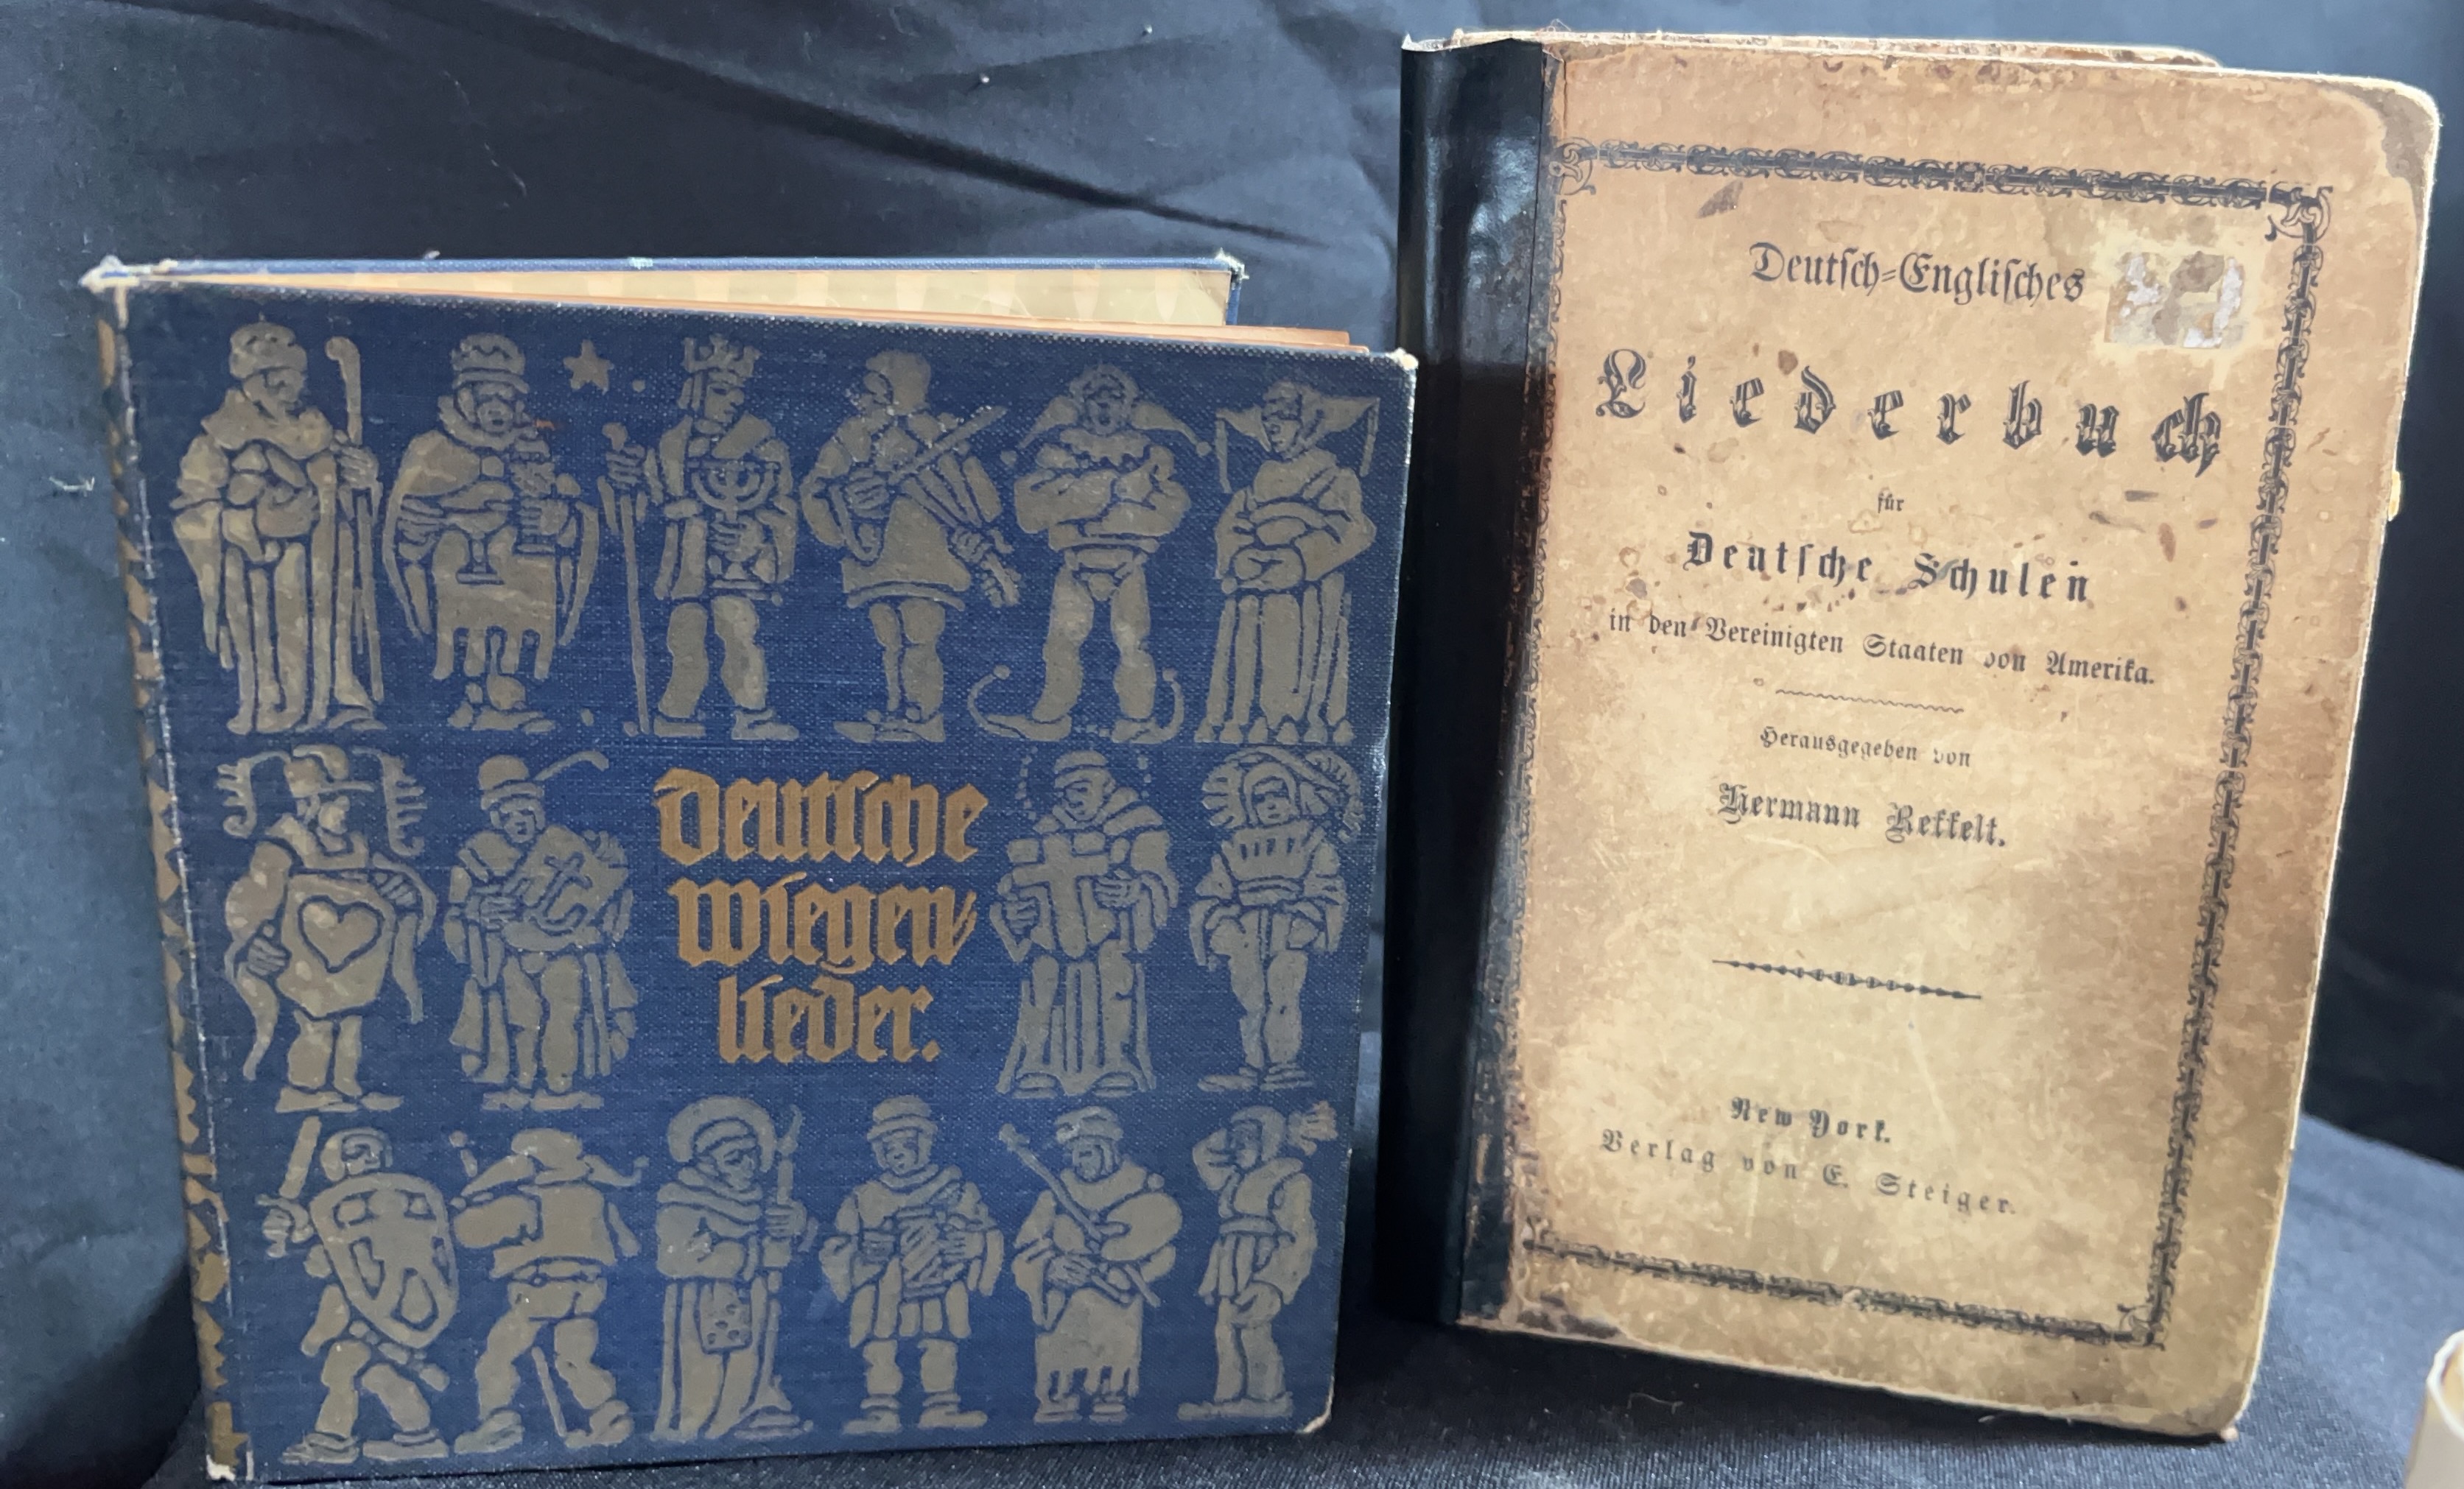 Deutsche
Wiegen
lieder.
Deutsch=Englisches
Liederbuch
für
Deutsche Schulen
in den Vereinigten Staaten von Amerika.
Herausgegeben von
Hermann Reffelt.
New York.
Verlag von E. Steiger.